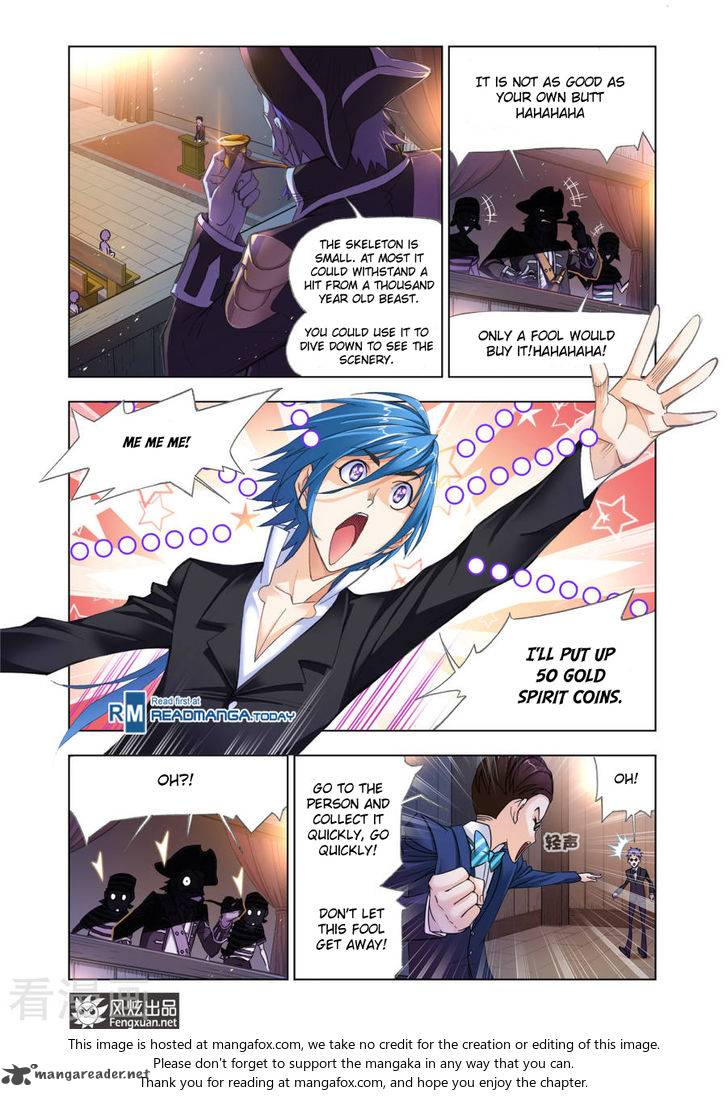 THE SKELETON IS
SMALL. AT MOST IT
COULD WITHSTAND A
HIT FROM A THOUSAND
YEAR OLD BEAST.
YOU COULD USE IT TO
DIVE DOWN TO SEE THE
SCENERY.
IT IS NOT AS GOOD AS
YOUR OWN BUTT
HAHAHAHA
ONLY A FOOL WOULD
BUY IT!HAHAHAHA!
ME ME ME!
I'LL PUT UP
50 GOLD
SPIRIT COINS.
RM Read first at
READMANGA.TODAY
OH?!
GO TO THE
PERSON AND
COLLECT IT
QUICKLY, GO
QUICKLY!
DON'T LET
THIS FOOL
GET AWAY!
轻声
OH!
看漫画
风炫出品
Fengxuan.net
This image is hosted at mangafox.com, we take no credit for the creation or editing of this image.
Please don't forget to support the mangaka in any way that you can.
Thank you for reading at mangafox.com, and hope you enjoy the chapter.
mangareader.net